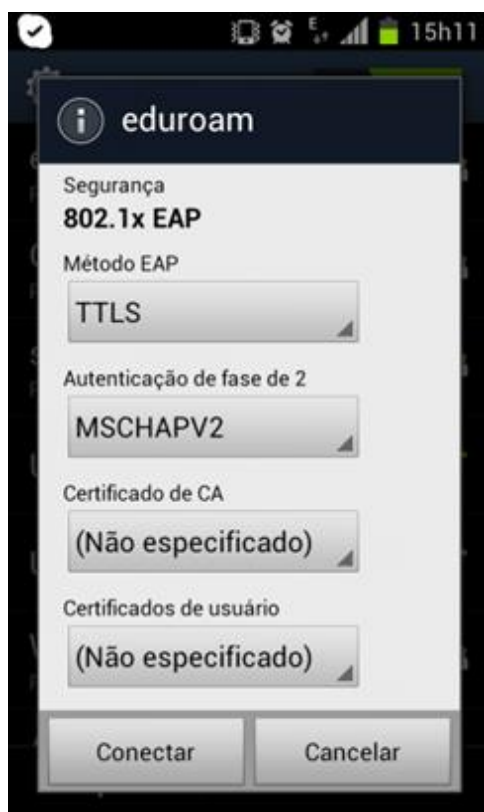 15h11
eduroam
Segurança
802.1x EAP
Método EAP
TTLS
Autenticação de fase de 2
MSCHAPV2
Certificado de CA
(Não especificado)
Certificados de usuário
(Não especificado)
Conectar Cancelar